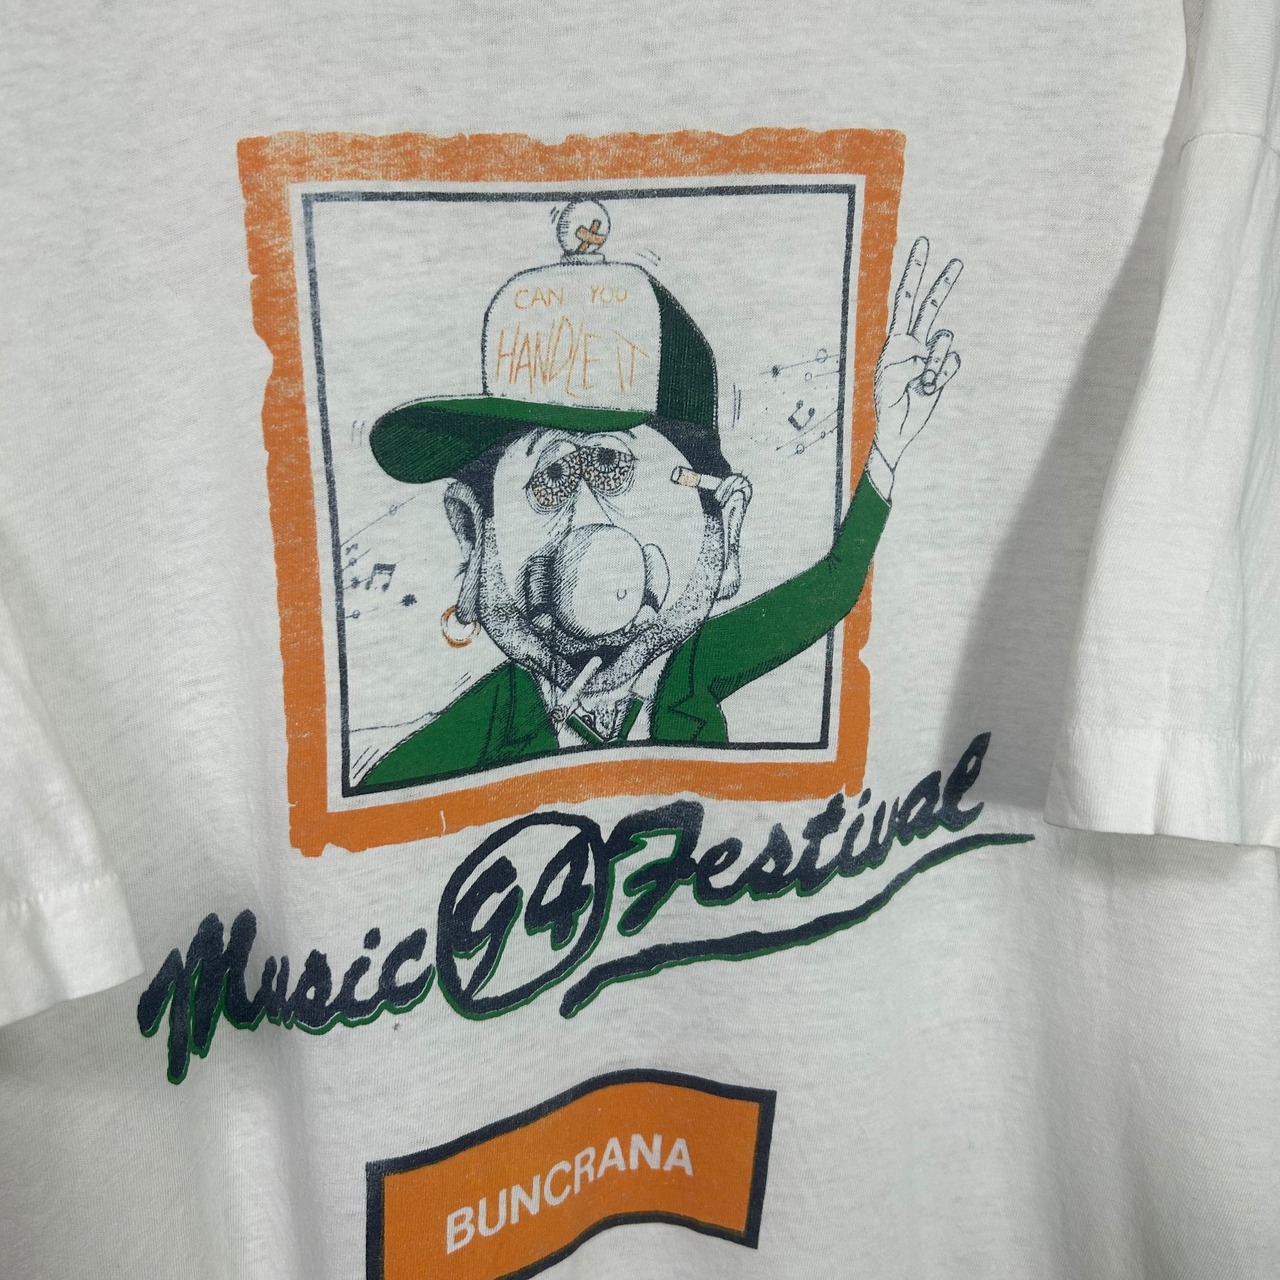 CAN YOU
HANDLE IT
Music 94 Festival
BUNCRANA